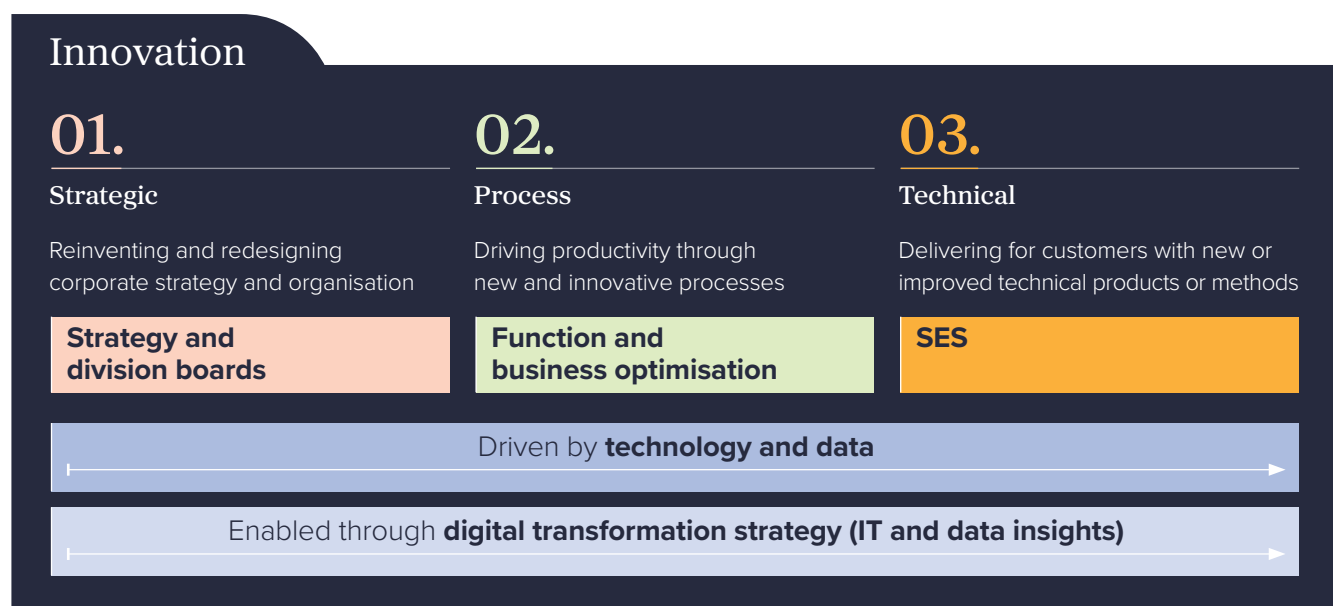 Innovation
01.
Strategic
Reinventing and redesigning
corporate strategy and organisation
Strategy and
division boards
02.
Process
Driving productivity through
new and innovative processes
Function and
business optimisation
03.
Technical
Delivering for customers with new or
improved technical products or methods
SES
Driven by technology and data
Enabled through digital transformation strategy (IT and data insights)